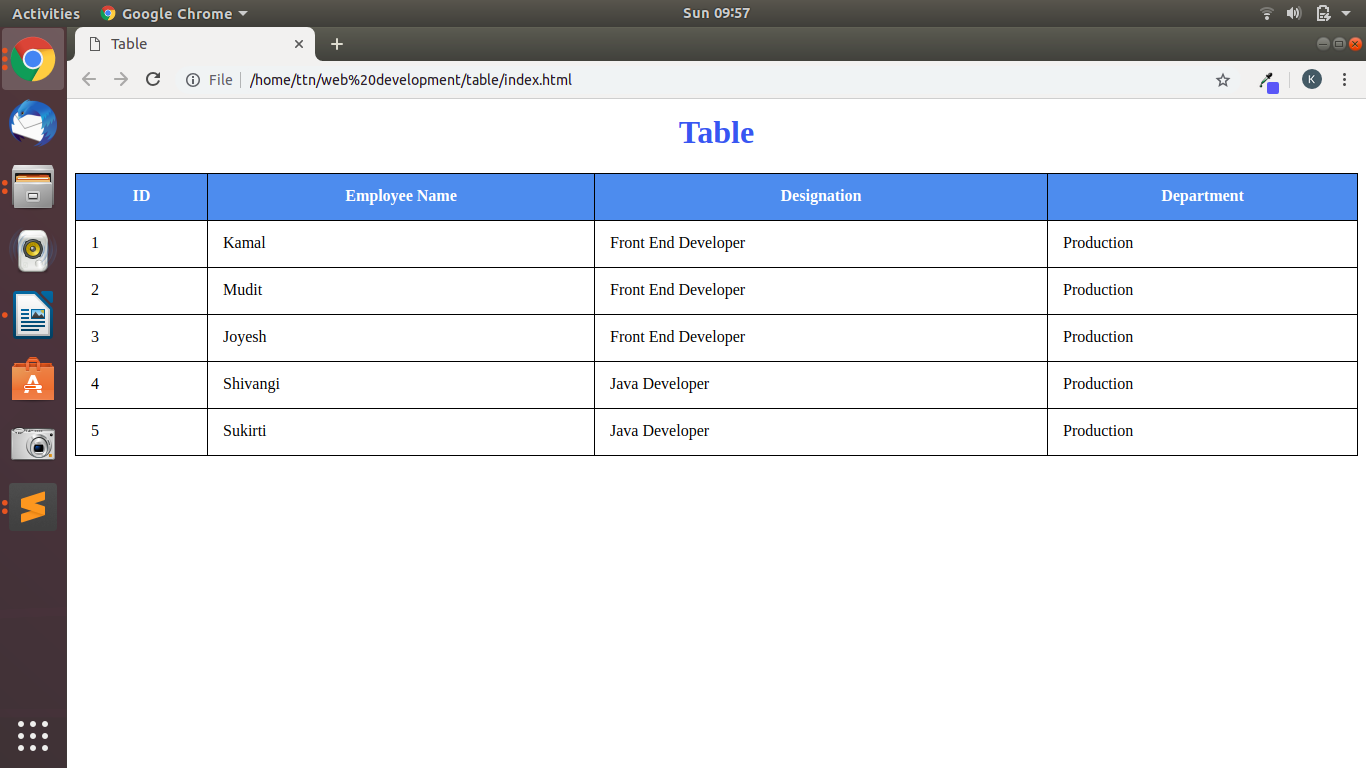 Activities Google Chrome Sun 09:57
Table
File /home/ttn/web%20development/table/index.html K
Table
ID Employee Name Designation Department
1 Kamal Front End Developer Production
2 Mudit Front End Developer Production
3 Joyesh Front End Developer Production
4 Shivangi Java Developer Production
5 Sukirti Java Developer Production